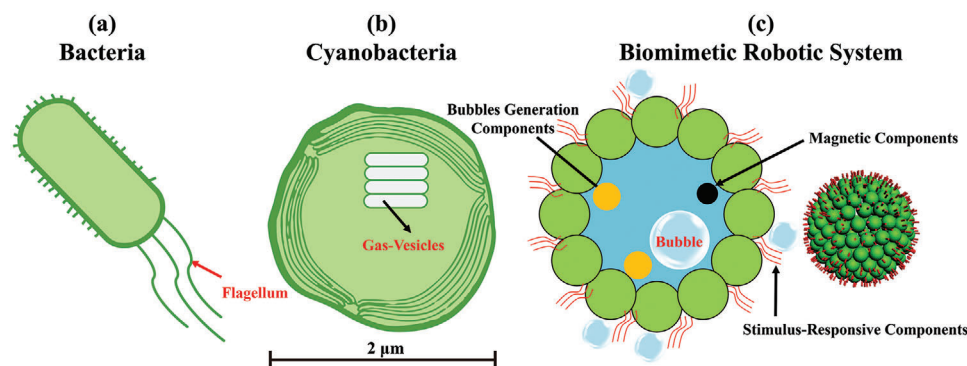 (a)
Bacteria
Flagellum
(b)
Cyanobacteria
Gas-Vesicles
2 μm
(c)
Biomimetic Robotic System
Bubbles Generation
Components
Magnetic Components
Bubble
Stimulus-Responsive Components